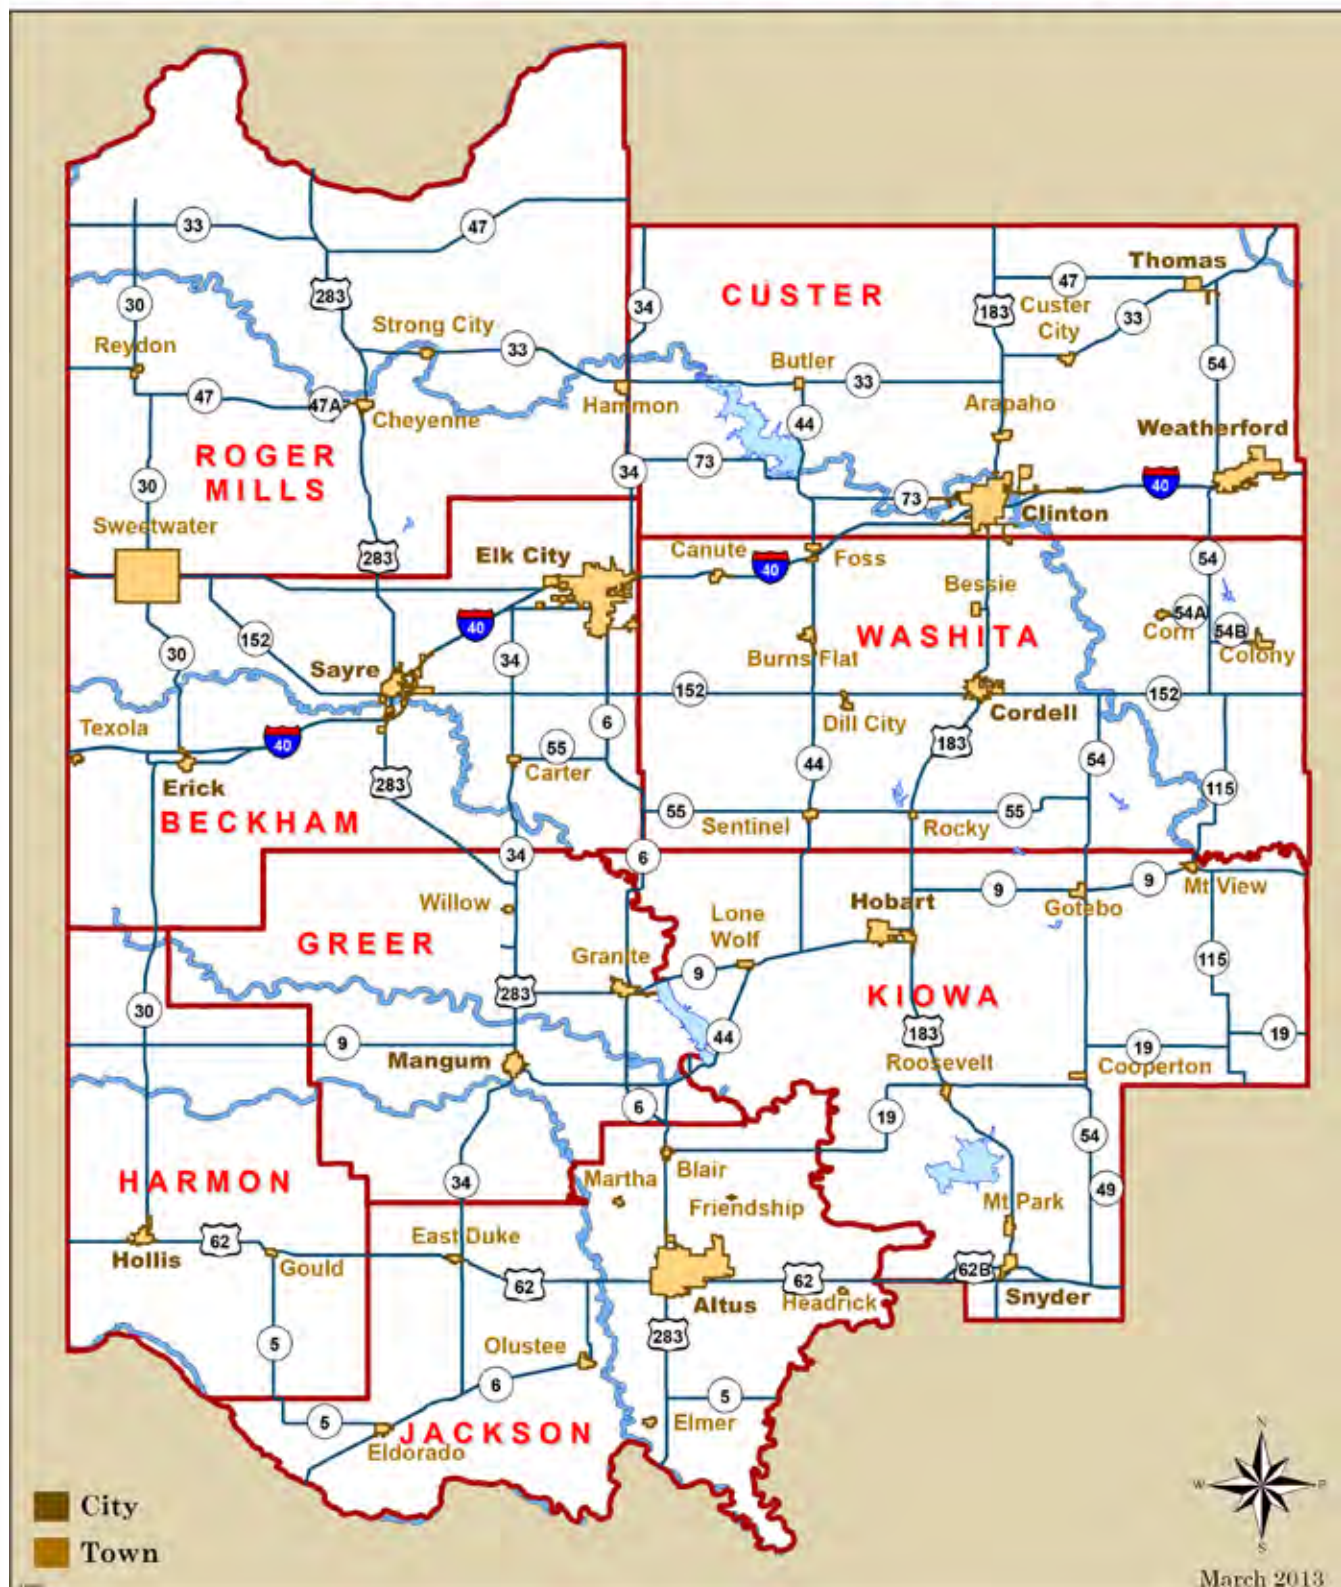 33
47
30
283
34
CUSTER
47
Thomas
183
Custer
City
33
Strong City
33
Reydon
Butler
33
54
47
47A
Cheyenne
Hammon
44
Arapaho
Weatherford
ROGER
MILLS
30
34
73
40
73
Clinton
Sweetwater
283
Elk City
Canute
40
Foss
54
Bessie
40
152
30
34
54A
Corn
54B
Colony
WASHITA
Burns Flat
Sayre
152
152
Dill City
Cordell
Texola
40
6
183
55
Carter
44
54
Erick
283
115
BECKHAM
55
Sentinel
Rocky
55
34
6
Willow
9
Gotebo
9
Mt View
Hobart
Lone
Wolf
GREER
Granite
9
115
283
KIOWA
30
9
44
183
19
19
Mangum
Roosevelt
Cooperton
6
19
54
HARMON
34
Martha
Blair
49
Friendship
Mt Park
62
Hollis
Gould
East Duke
62
Altus
62
Headrick
62B
Snyder
5
283
Olustee
6
5
5
Elmer
JACKSON
Eldorado
City
Town
N
W
S
March 2013